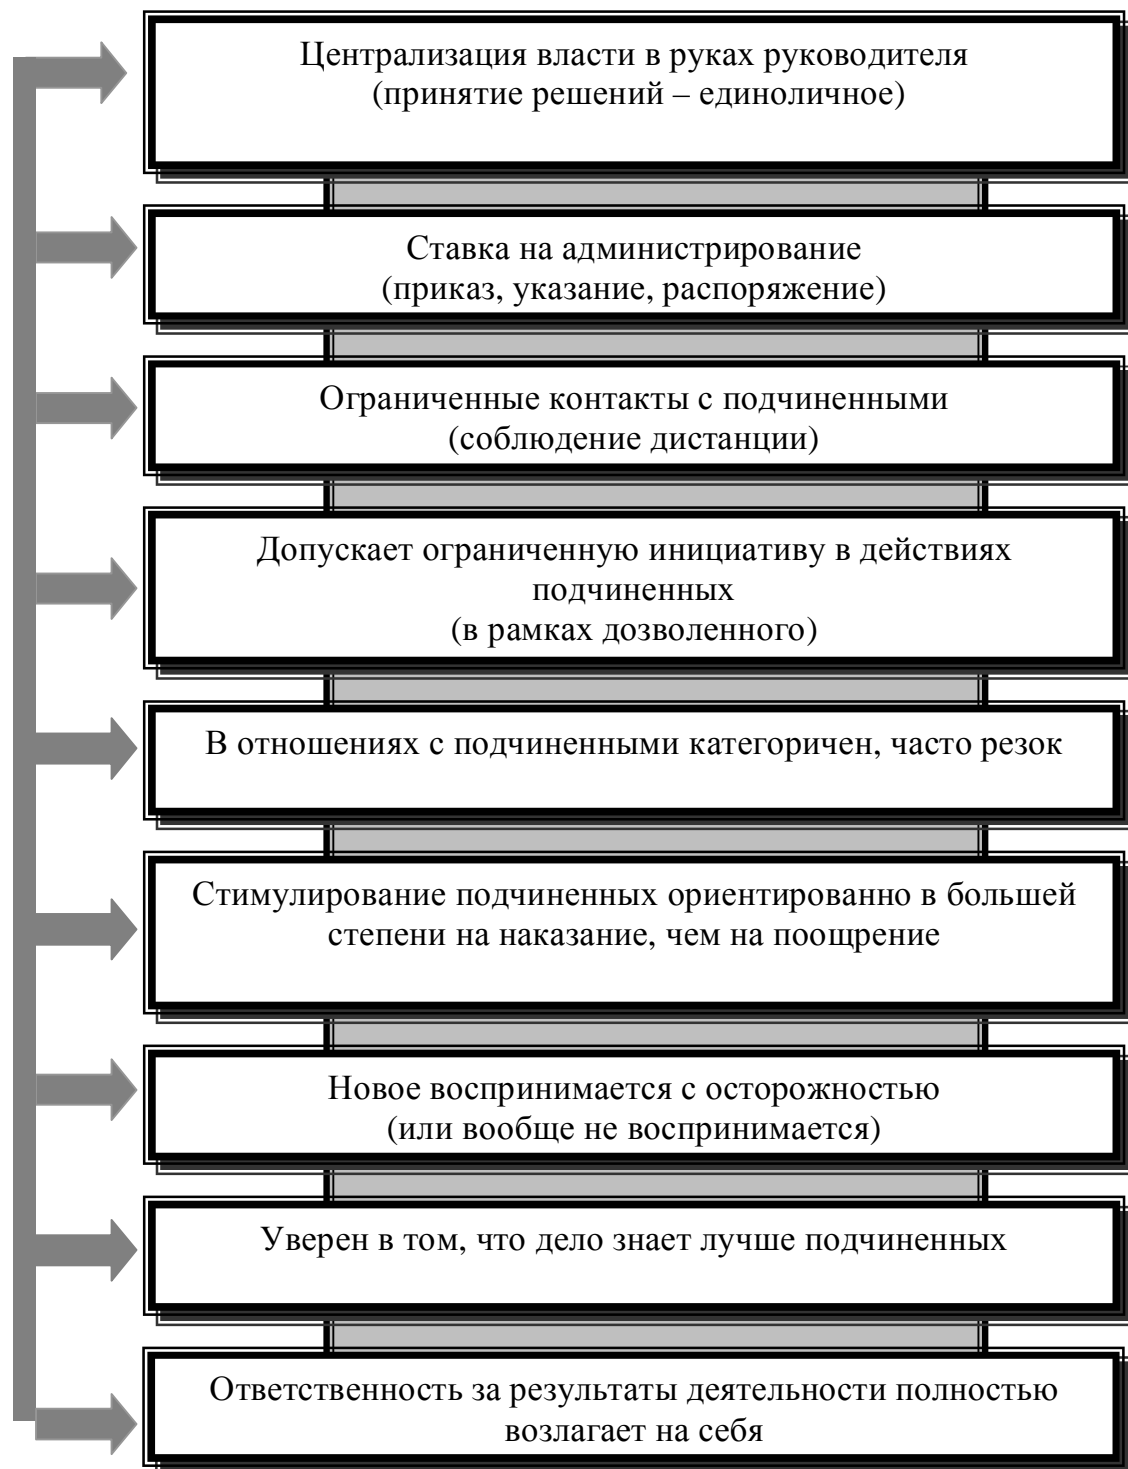 Централизация власти в руках руководителя
(принятие решений – единоличное)
Ставка на администрирование
(приказ, указание, распоряжение)
Ограниченные контакты с подчиненными
(соблюдение дистанции)
Допускает ограниченную инициативу в действиях
подчиненных
(в рамках дозволенного)
В отношениях с подчиненными категоричен, часто резок
Стимулирование подчиненных ориентированно в большей
степени на наказание, чем на поощрение
Новое воспринимается с осторожностью
(или вообще не воспринимается)
Уверен в том, что дело знает лучше подчиненных
Ответственность за результаты деятельности полностью
возлагает на себя